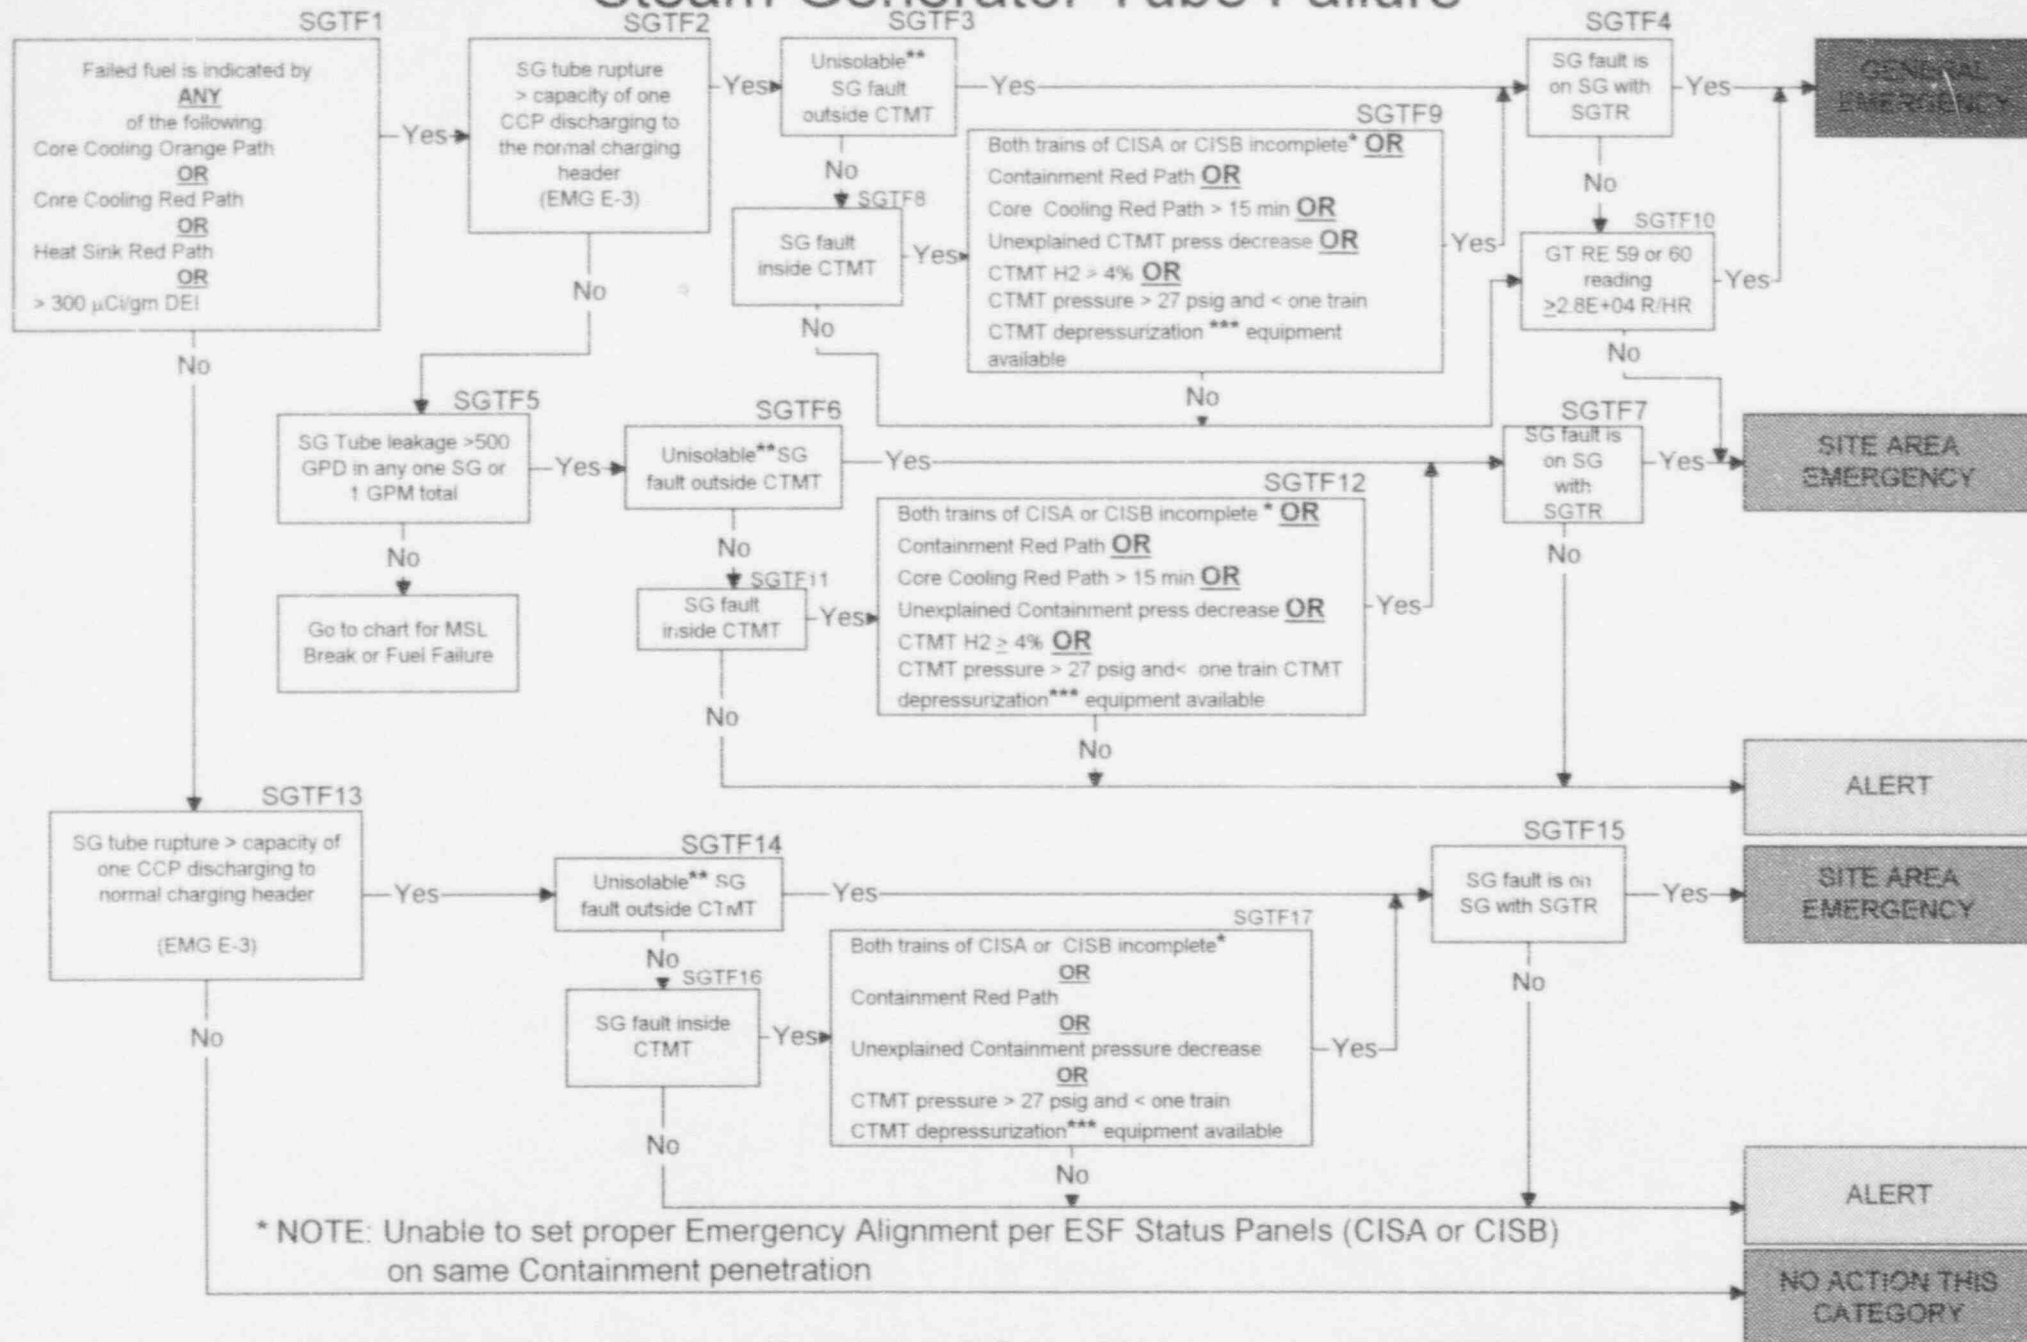 Steam Generator Tube Failure
SGTF1
Failed fuel is indicated by
ANY
of the following:
Core Cooling Orange Path
OR
Core Cooling Red Path
OR
Heat Sink Red Path
OR
> 300 µCi/gm DEI
Yes
No
SGTF2
SG tube rupture
> capacity of one
CCP discharging to
the normal charging
header
(EMG E-3)
Yes
No
SGTF3
Unisolable**
SG fault
outside CTMT
Yes
No
SGTF8
SG fault
inside CTMT
Yes
No
SGTF9
Both trains of CISA or CISB incomplete* OR
Containment Red Path OR
Core Cooling Red Path > 15 min OR
Unexplained CTMT press decrease OR
CTMT H2 > 4% OR
CTMT pressure > 27 psig and < one train
CTMT depressurization *** equipment
available
Yes
No
SGTF4
SG fault is
on SG with
SGTR
Yes
No
SGTF10
GT RE 59 or 60
reading
≥2.8E+04 R/HR
Yes
No
GENERAL
EMERGENCY
SGTF5
SG Tube leakage >500
GPD in any one SG or
1 GPM total
Yes
No
Go to chart for MSL
Break or Fuel Failure
SGTF6
Unisolable** SG
fault outside CTMT
Yes
No
SGTF11
SG fault
inside CTMT
Yes
No
SGTF12
Both trains of CISA or CISB incomplete * OR
Containment Red Path OR
Core Cooling Red Path > 15 min OR
Unexplained Containment press decrease OR
CTMT H2 ≥ 4% OR
CTMT pressure > 27 psig and< one train CTMT
depressurization*** equipment available
Yes
No
SGTF7
SG fault is
on SG
with
SGTR
Yes
No
SITE AREA
EMERGENCY
ALERT
SGTF13
SG tube rupture > capacity of
one CCP discharging to
normal charging header
(EMG E-3)
Yes
No
SGTF14
Unisolable** SG
fault outside CTMT
Yes
No
SGTF16
SG fault inside
CTMT
Yes
No
SGTF17
Both trains of CISA or CISB incomplete*
OR
Containment Red Path
OR
Unexplained Containment pressure decrease
OR
CTMT pressure > 27 psig and < one train
CTMT depressurization*** equipment available
Yes
No
SGTF15
SG fault is on
SG with SGTR
Yes
No
SITE AREA
EMERGENCY
ALERT
* NOTE: Unable to set proper Emergency Alignment per ESF Status Panels (CISA or CISB)
on same Containment penetration
NO ACTION THIS
CATEGORY